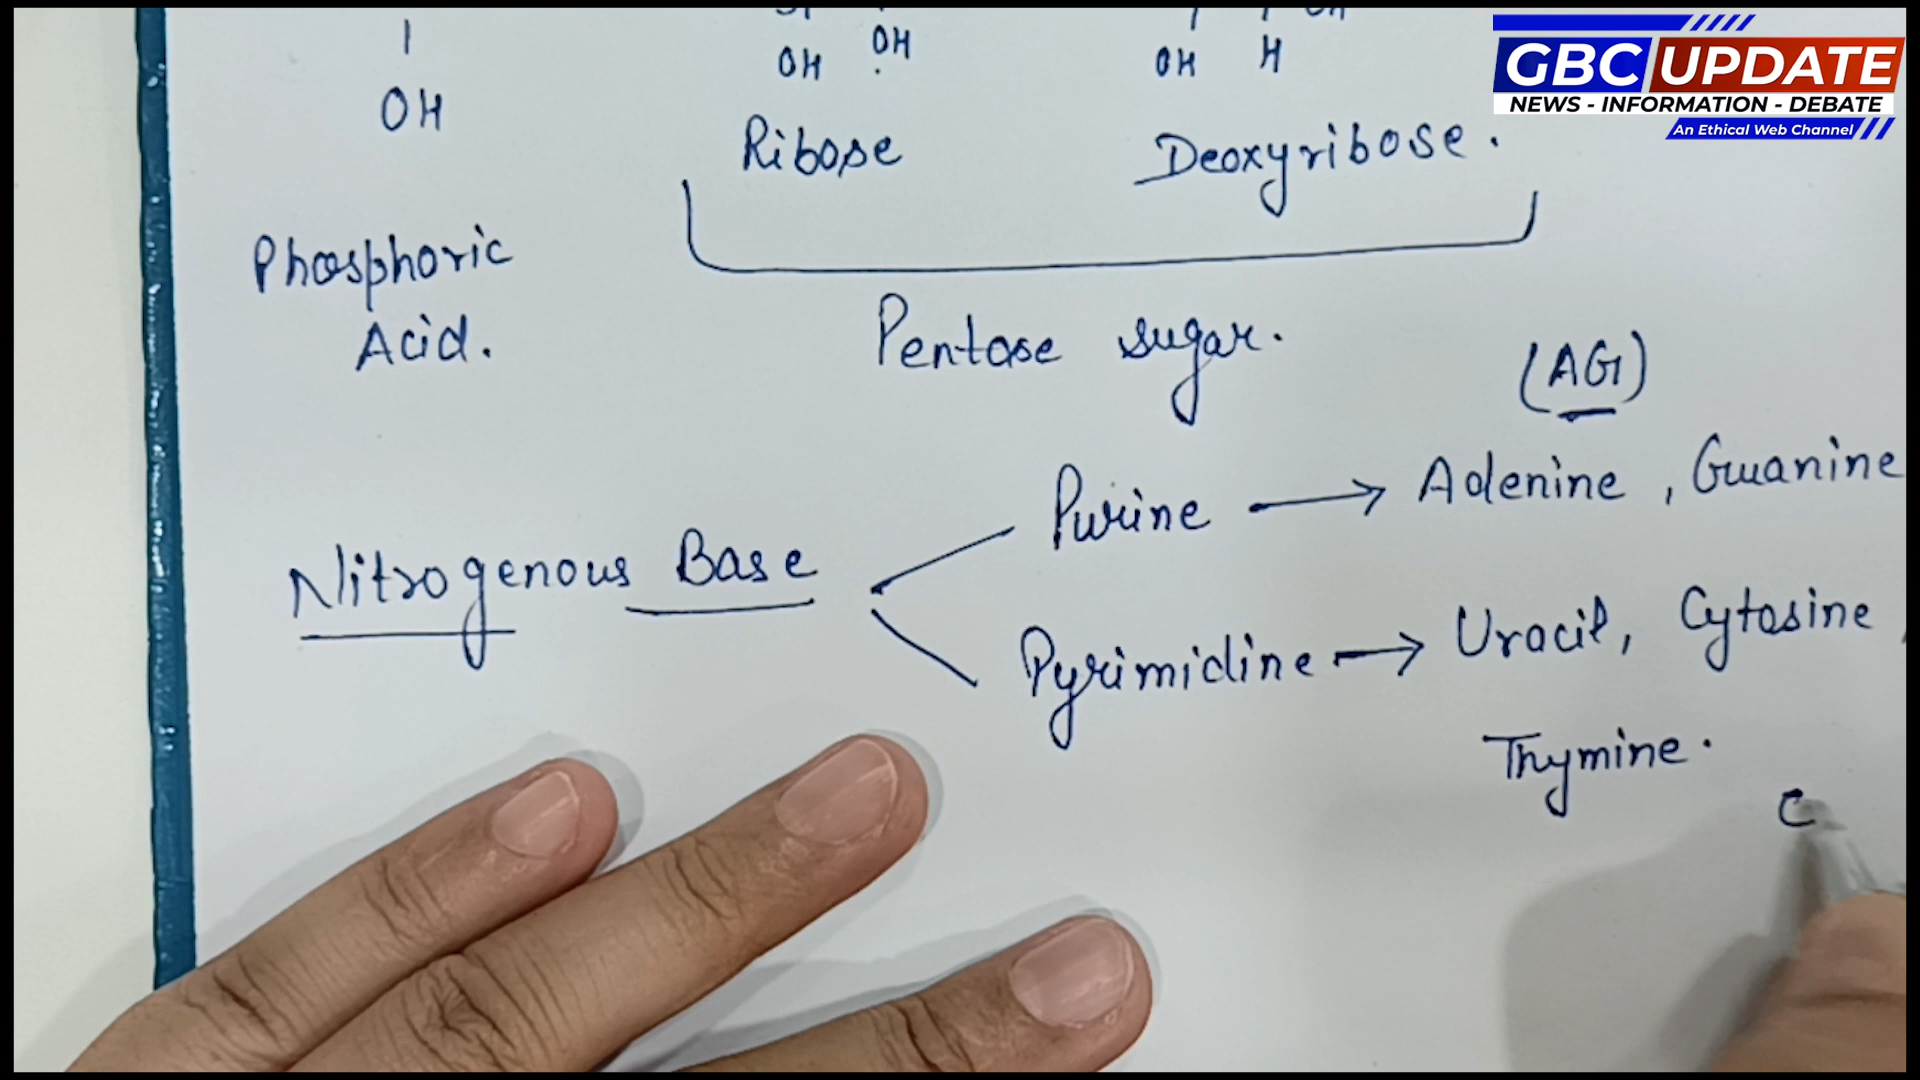 OH
OH
OH
OH
H
Ribose
Deoxyribose.
Phosphoric
Acid.
Pentose sugar.
(AG)
Purine → Adenine , Guanine
Nitrogenous Base
Pyrimidine → Uracil, Cytosine ,
Thymine.
C
GBC UPDATE
NEWS - INFORMATION - DEBATE
An Ethical Web Channel